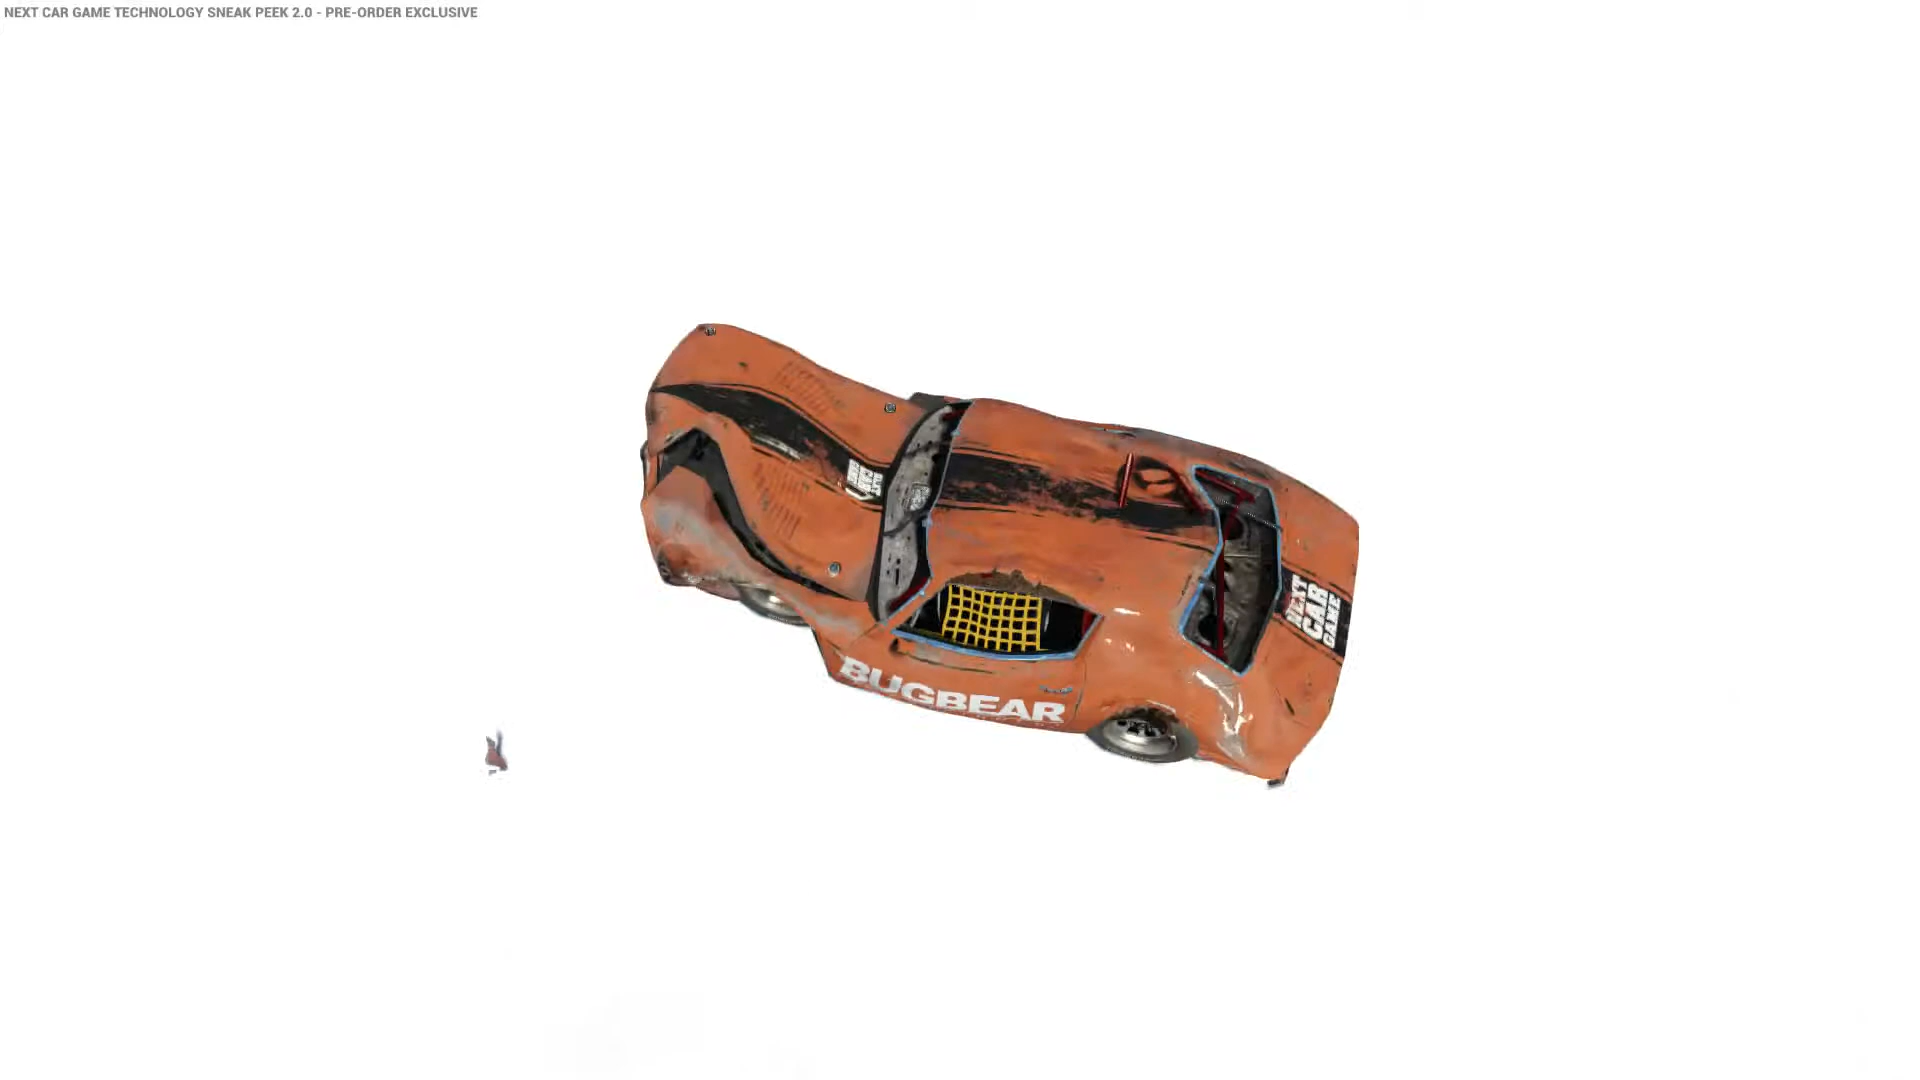 NEXT CAR GAME TECHNOLOGY SNEAK PEEK 2.0 - PRE-ORDER EXCLUSIVE
NEXT
CAR
GAME
BUGBEAR